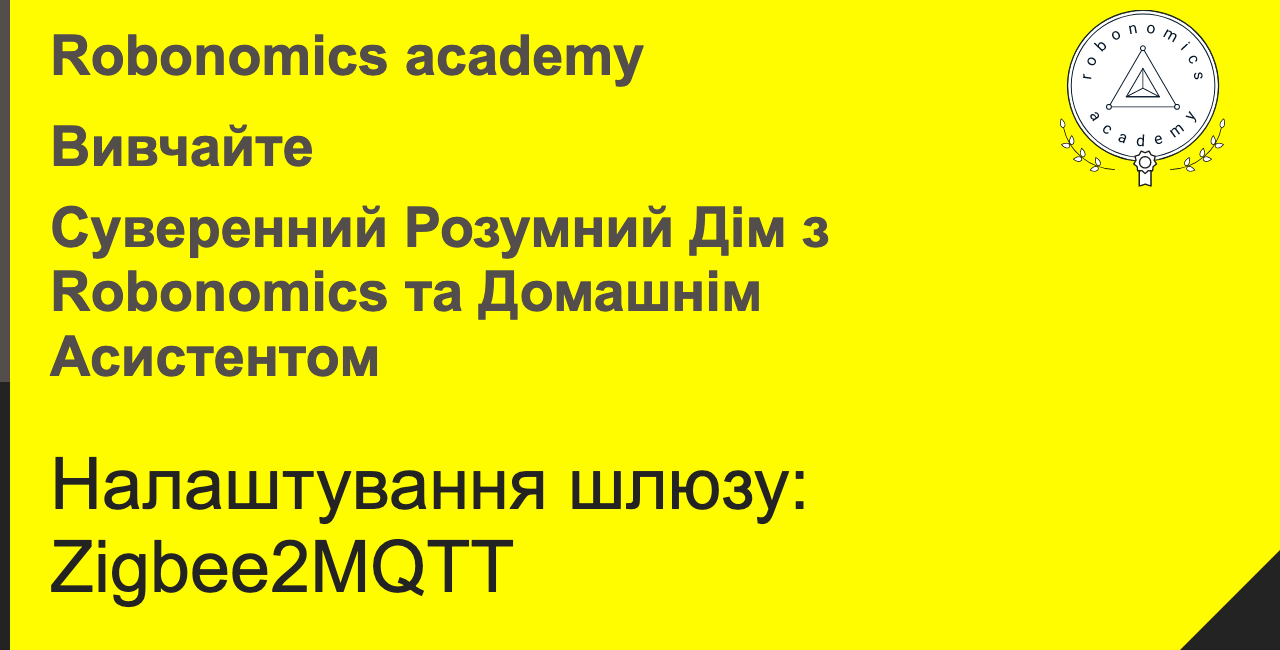 Robonomics academy
robonomics
academy
Вивчайте
Суверенний Розумний Дім з
Robonomics та Домашнім
Асистентом
Налаштування шлюзу:
Zigbee2MQTT